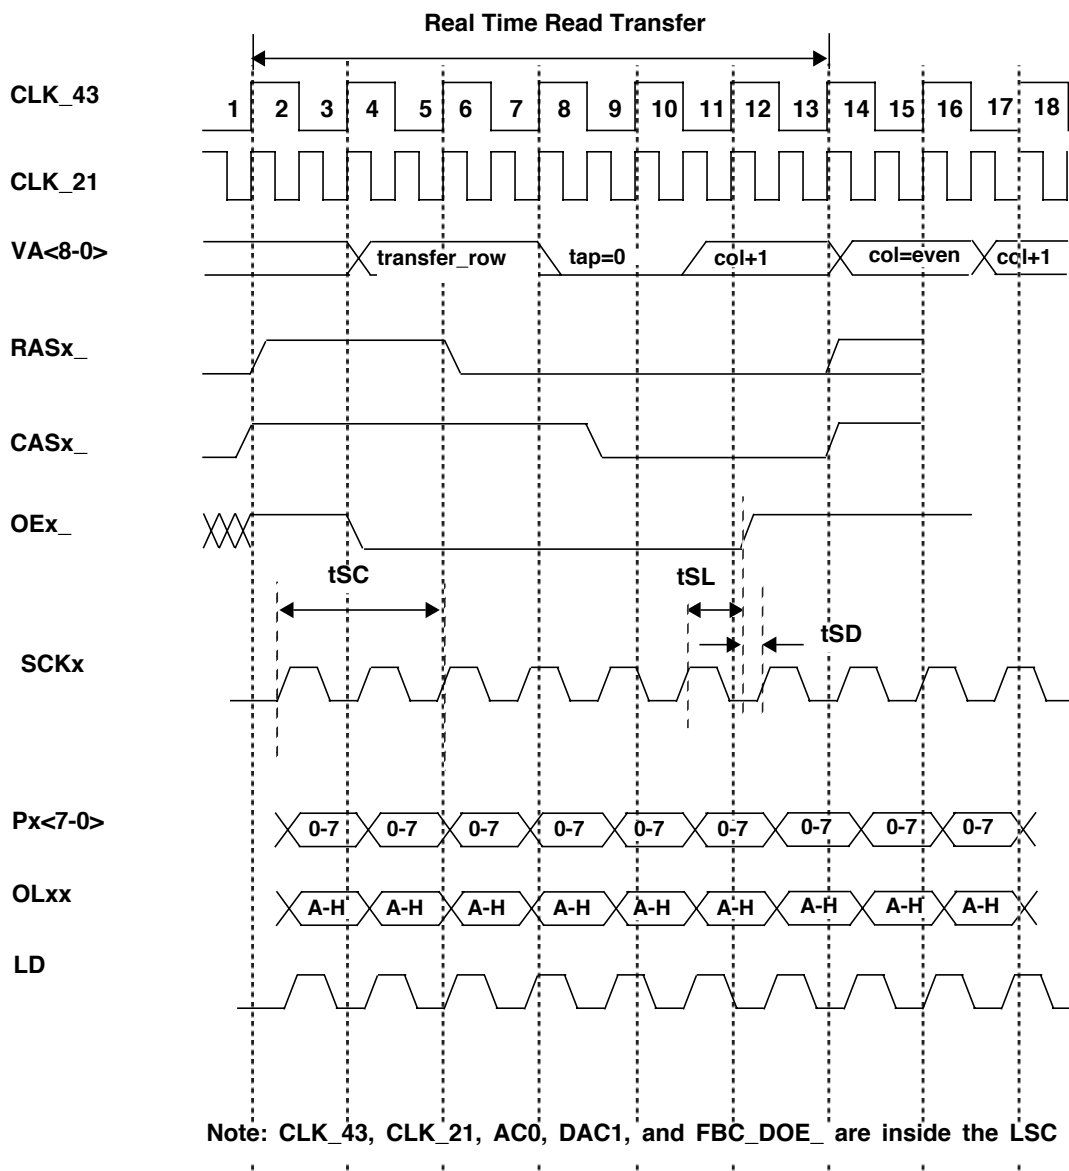 Real Time Read Transfer
CLK_43 1 2 3 4 5 6 7 8 9 10 11 12 13 14 15 16 17 18
CLK_21
VA<8-0> transfer_row tap=0 col+1 col=even col+1
RASx_
CASx_
OEx_
tSC tSL
tSD
SCKx
Px<7-0> 0-7 0-7 0-7 0-7 0-7 0-7 0-7 0-7 0-7
OLxx A-H A-H A-H A-H A-H A-H A-H A-H A-H
LD
Note: CLK_43, CLK_21, AC0, DAC1, and FBC_DOE_ are inside the LSC